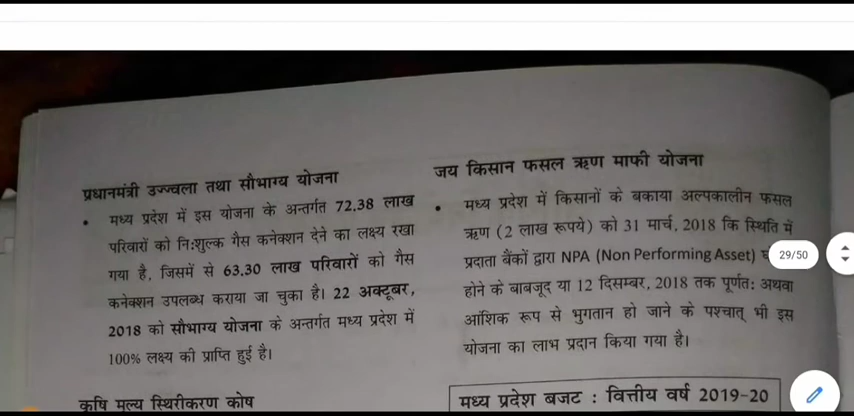 प्रधानमंत्री उज्ज्वला तथा सौभाग्य योजना
• मध्य प्रदेश में इस योजना के अन्तर्गत 72.38 लाख
परिवारों को नि:शुल्क गैस कनेक्शन देने का लक्ष्य रखा
गया है, जिसमें से 63.30 लाख परिवारों को गैस
कनेक्शन उपलब्ध कराया जा चुका है। 22 अक्टूबर,
2018 को सौभाग्य योजना के अन्तर्गत मध्य प्रदेश में
100% लक्ष्य की प्राप्ति हुई है।
कृषि मूल्य स्थिरीकरण कोष
जय किसान फसल ऋण माफी योजना
• मध्य प्रदेश में किसानों के बकाया अल्पकालीन फसल
ऋण (2 लाख रूपये) को 31 मार्च, 2018 कि स्थिति में
प्रदाता बैंकों द्वारा NPA (Non Performing Asset)
होने के बाबजूद या 12 दिसम्बर, 2018 तक पूर्णत: अथवा
आंशिक रूप से भुगतान हो जाने के पश्चात् भी इस
योजना का लाभ प्रदान किया गया है।
मध्य प्रदेश बजट : वित्तीय वर्ष 2019-20
29/50